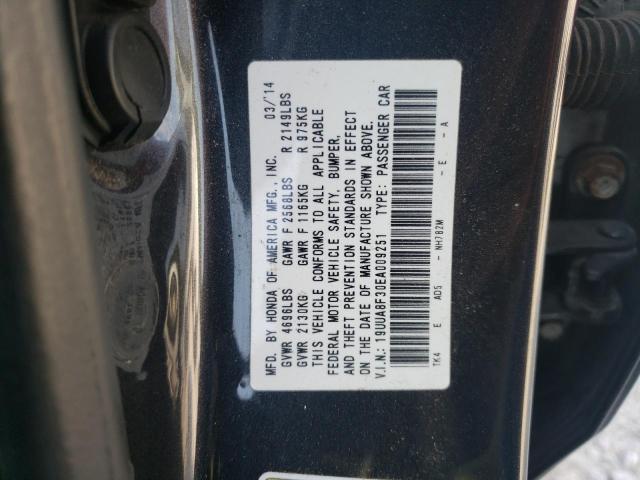 MFD. BY HONDA OF AMERICA MFG., INC. 03/'14
GVWR 4696LBS GAWR F 2568LBS R 2149LBS
GVWR 2130KG GAWR F 1165KG R 975KG
THIS VEHICLE CONFORMS TO ALL APPLICABLE
FEDERAL MOTOR VEHICLE SAFETY, BUMPER,
AND THEFT PREVENTION STANDARDS IN EFFECT
ON THE DATE OF MANUFACTURE SHOWN ABOVE.
V.I.N.: 19UUA8F30EA009251 TYPE: PASSENGER CAR
TK4 E AD5 - NH782M - E - A